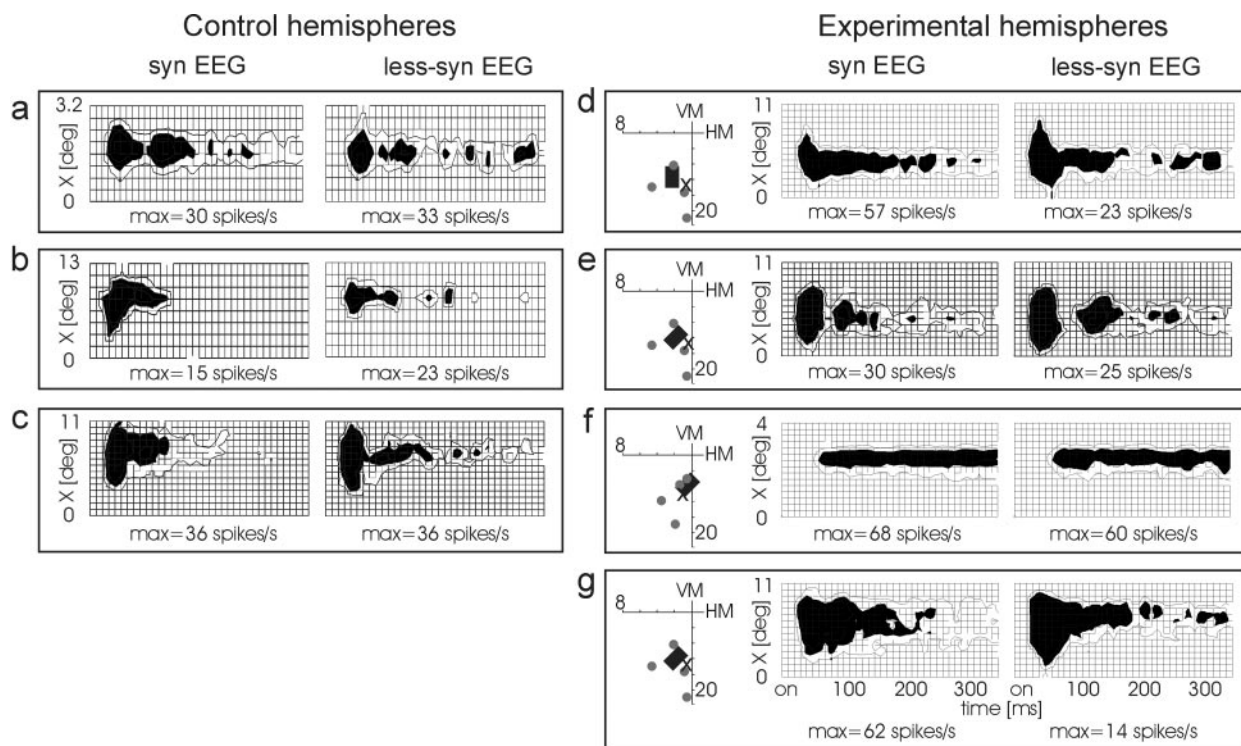 Control hemispheres
syn EEG
less-syn EEG
a
3.2
X [deg]
0
max=30 spikes/s
max=33 spikes/s
b
13
X [deg]
0
max=15 spikes/s
max=23 spikes/s
c
11
X [deg]
0
max=36 spikes/s
max=36 spikes/s
Experimental hemispheres
syn EEG
less-syn EEG
d
VM
8
HM
X
20
11
X [deg]
0
max=57 spikes/s
max=23 spikes/s
e
VM
8
HM
X
20
11
X [deg]
0
max=30 spikes/s
max=25 spikes/s
f
VM
8
HM
X
20
4
X [deg]
0
max=68 spikes/s
max=60 spikes/s
g
VM
8
HM
X
20
11
X [deg]
0
on 100 200 300
on 100 200 300
time [ms]
max=62 spikes/s
max=14 spikes/s